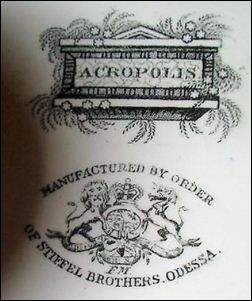 ACROPOLIS
MANUFACTURED BY ORDER
OF STIEFEL BROTHERS. ODESSA.
F.M.